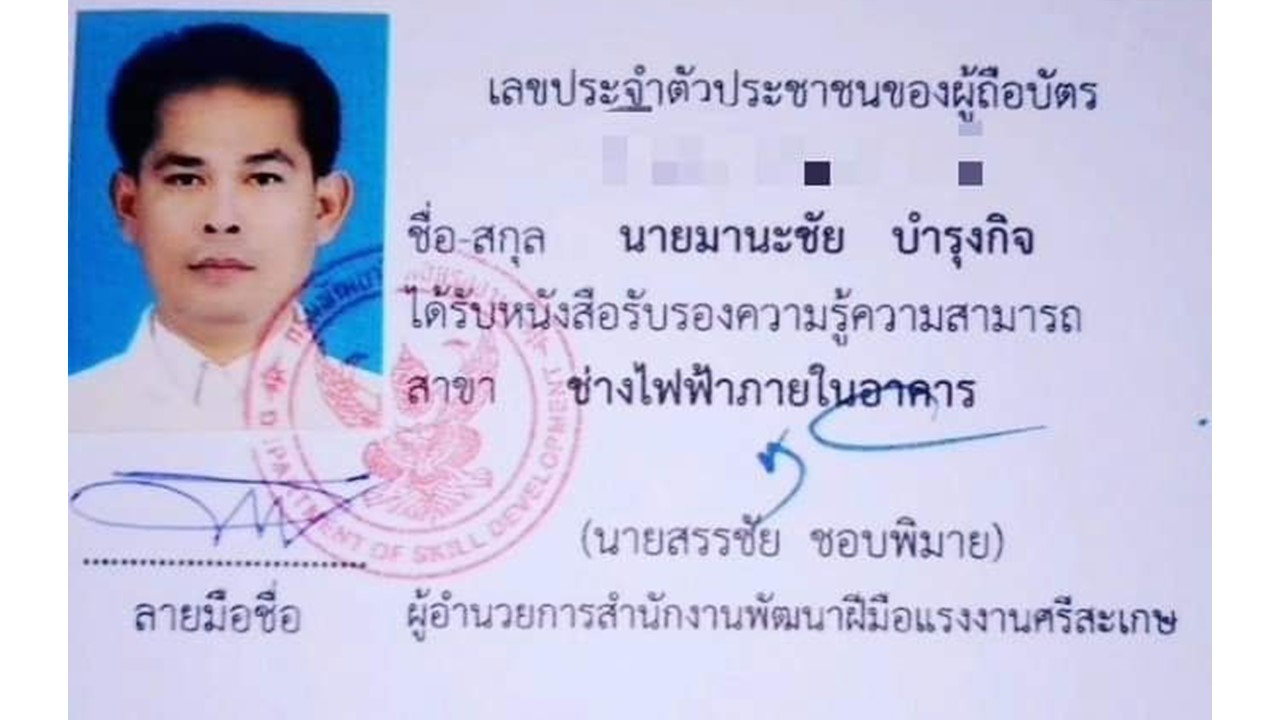 เลขประจำตัวประชาชนของผู้ถือบัตร
ชื่อ-สกุล นายมานะชัย บำรุงกิจ
ได้รับหนังสือรับรองความรู้ความสามารถ
สาขา ช่างไฟฟ้าภายในอาคาร
DEPARTMENT OF SKILL DEVELOPMENT
(นายสรรชัย ชอบพิมาย)
ลายมือชื่อ ผู้อำนวยการสำนักงานพัฒนาฝีมือแรงงานศรีสะเกษ